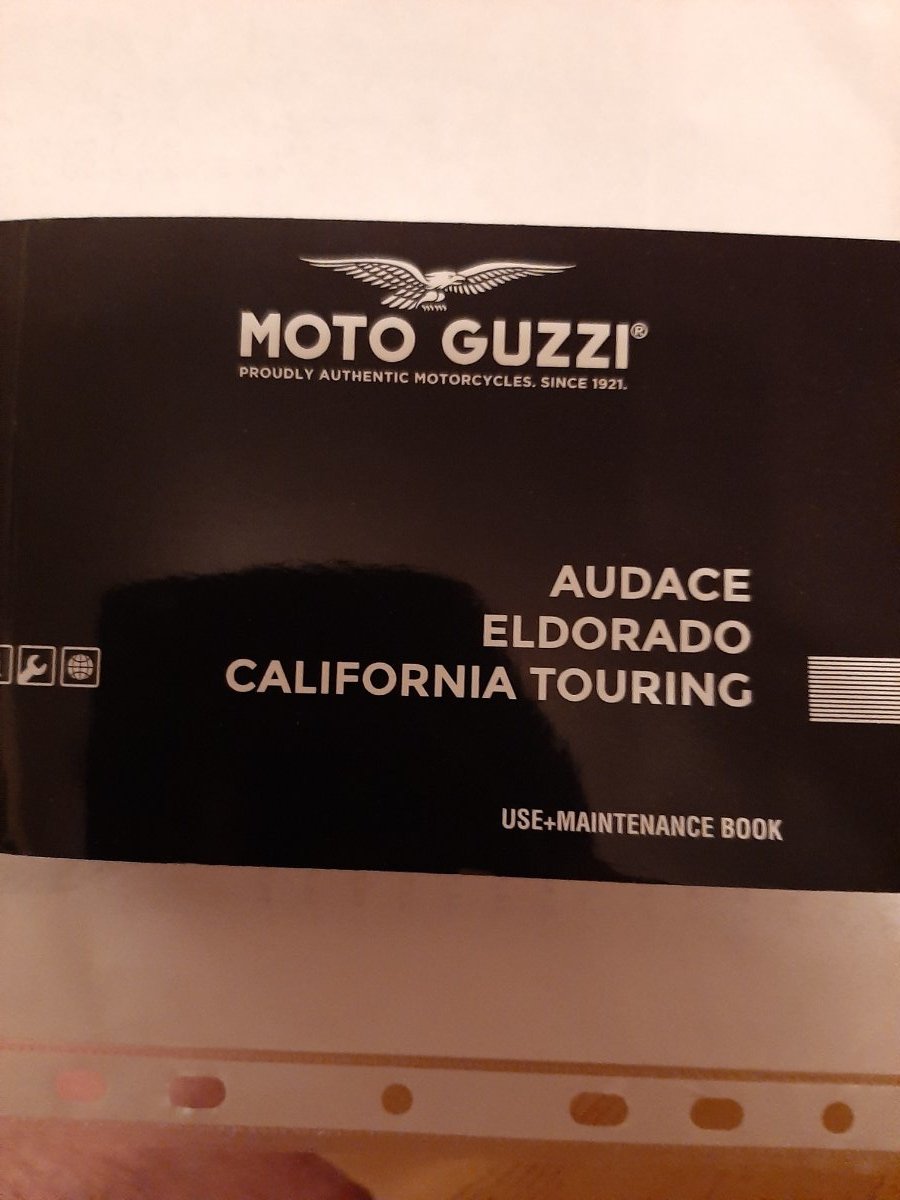 MOTO GUZZI®
PROUDLY AUTHENTIC MOTORCYCLES. SINCE 1921.
AUDACE
ELDORADO
CALIFORNIA TOURING
USE+MAINTENANCE BOOK